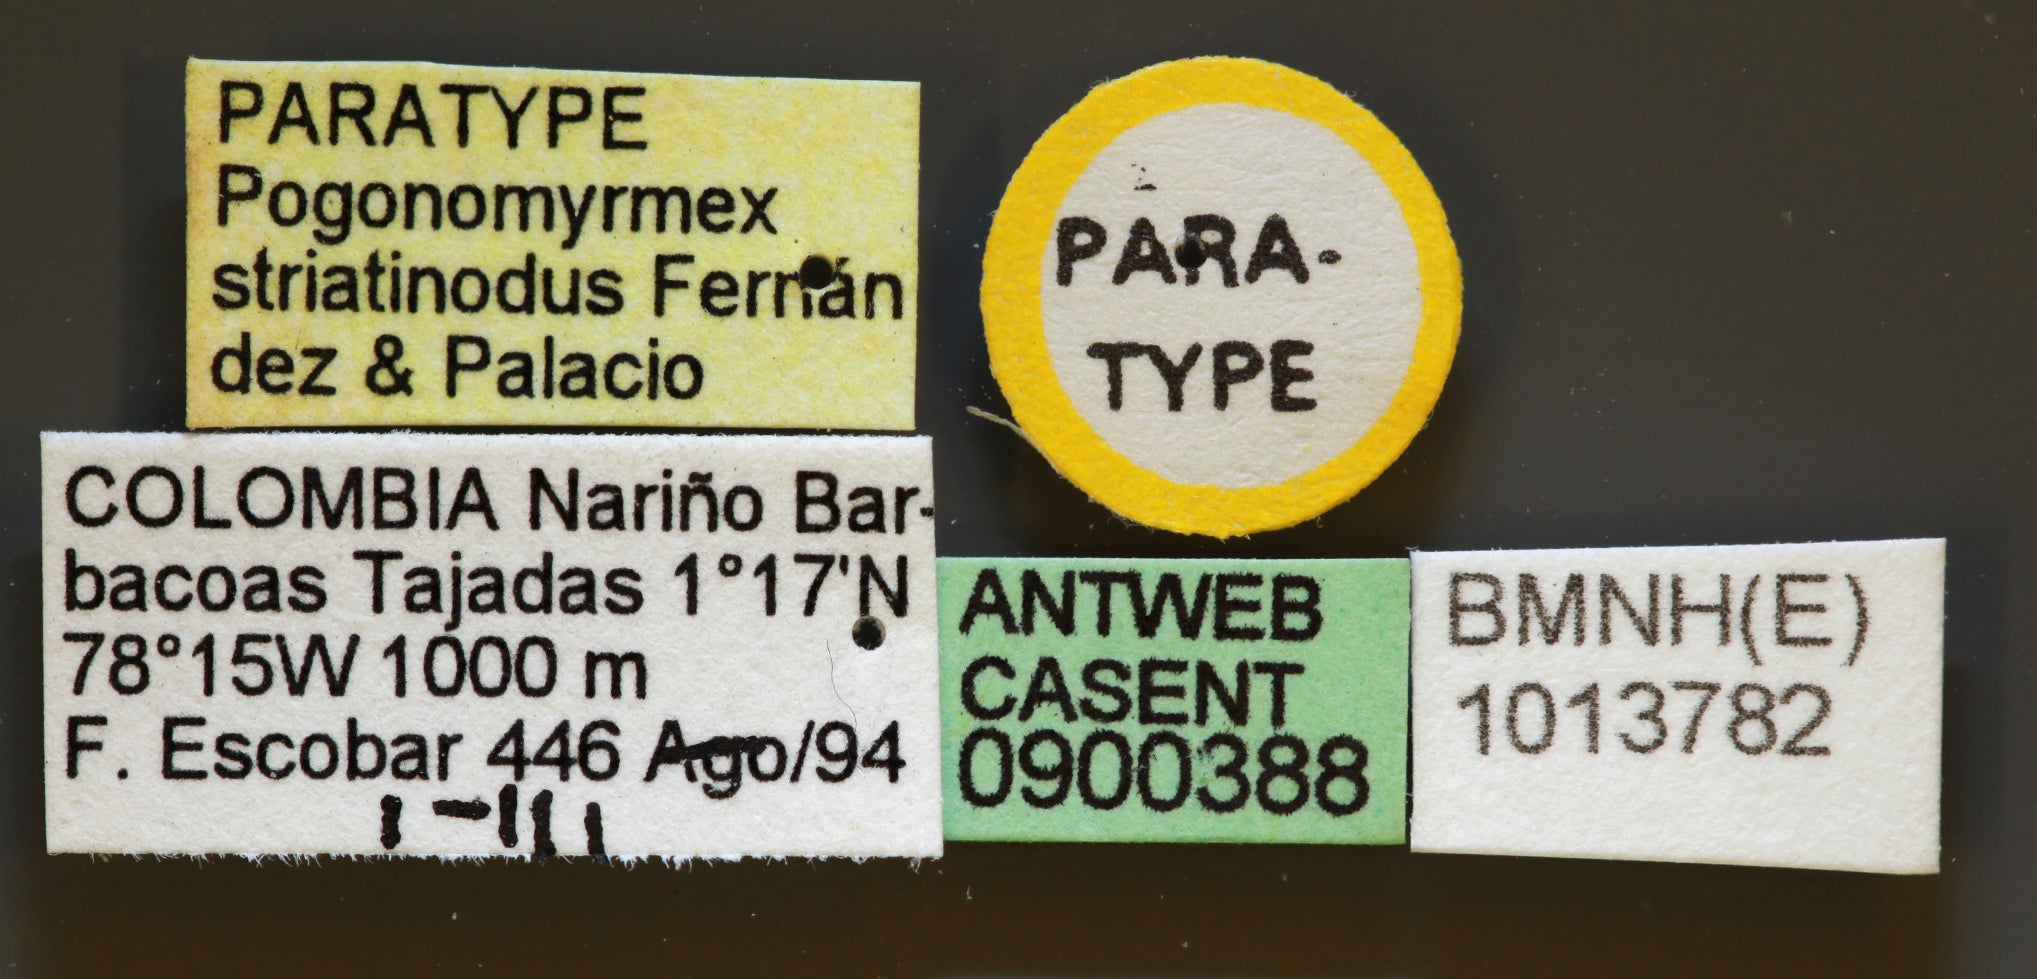 PARATYPE
Pogonomyrmex
striatinodus Fernán
dez & Palacio
PARA-
TYPE
COLOMBIA Nariño Bar-
bacoas Tajadas 1°17'N
78°15W 1000 m
F. Escobar 446 Ago/94
I-III
ANTWEB
CASENT
0900388
BMNH(E)
1013782